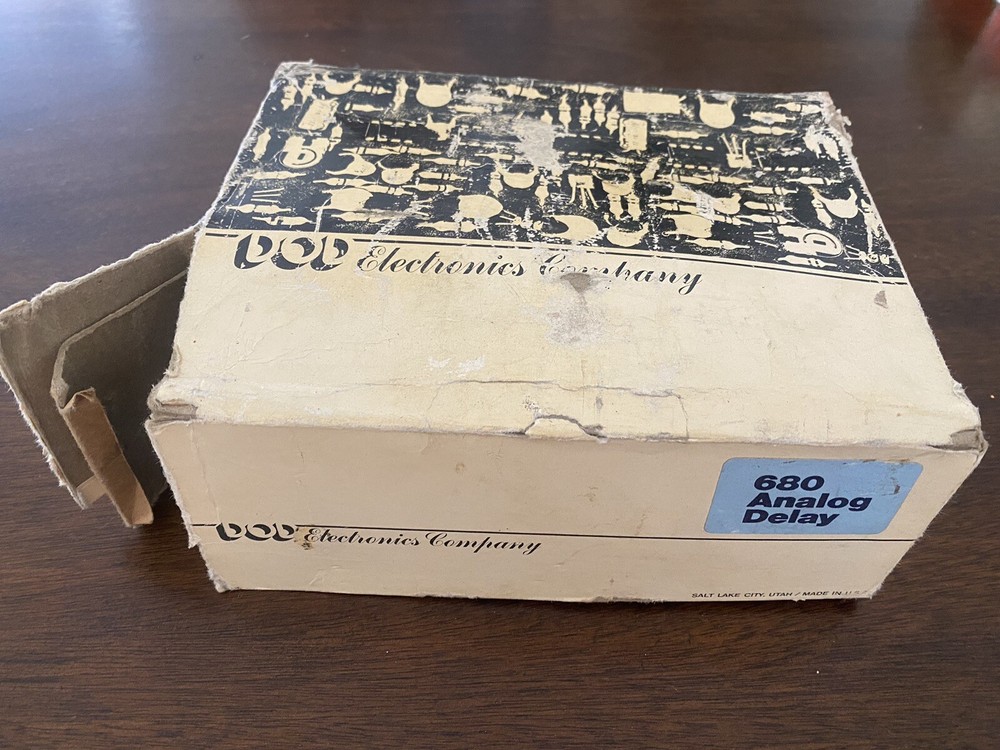 DOD Electronics Company
680
Analog
Delay
DOD Electronics Company
SALT LAKE CITY, UTAH / MADE IN U.S.A.